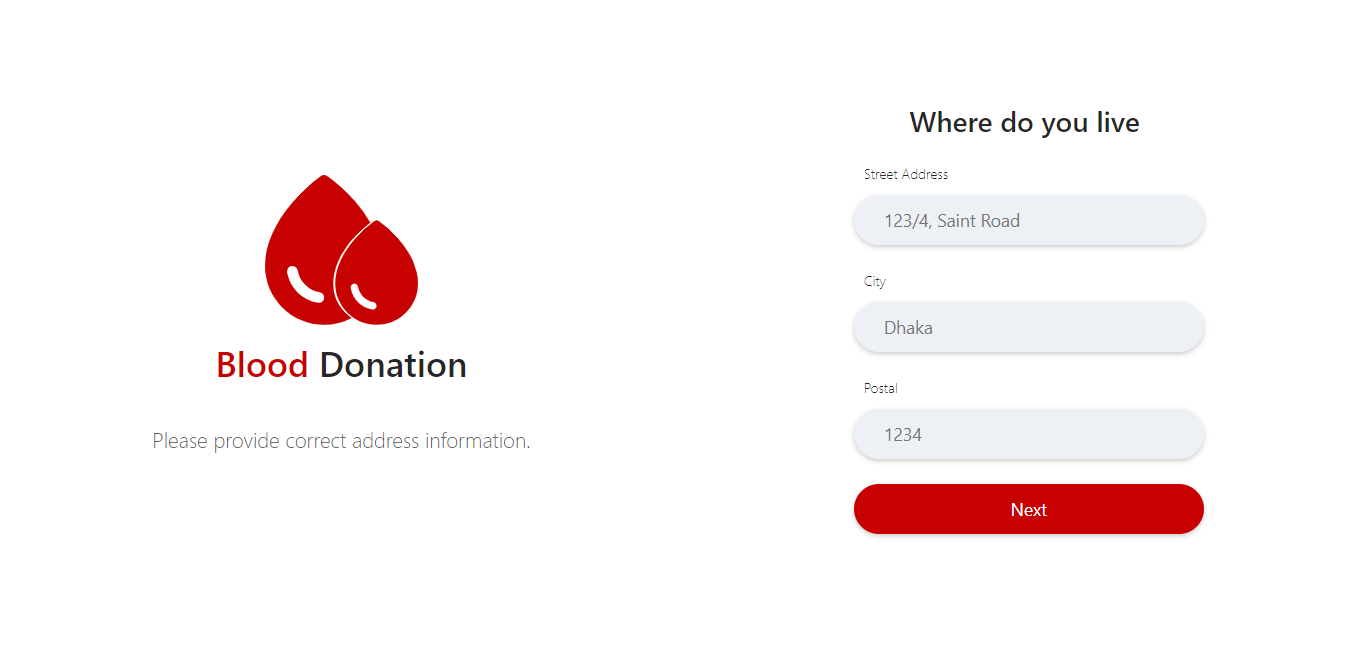 Blood Donation
Please provide correct address information.
Where do you live
Street Address
123/4, Saint Road
City
Dhaka
Postal
1234
Next